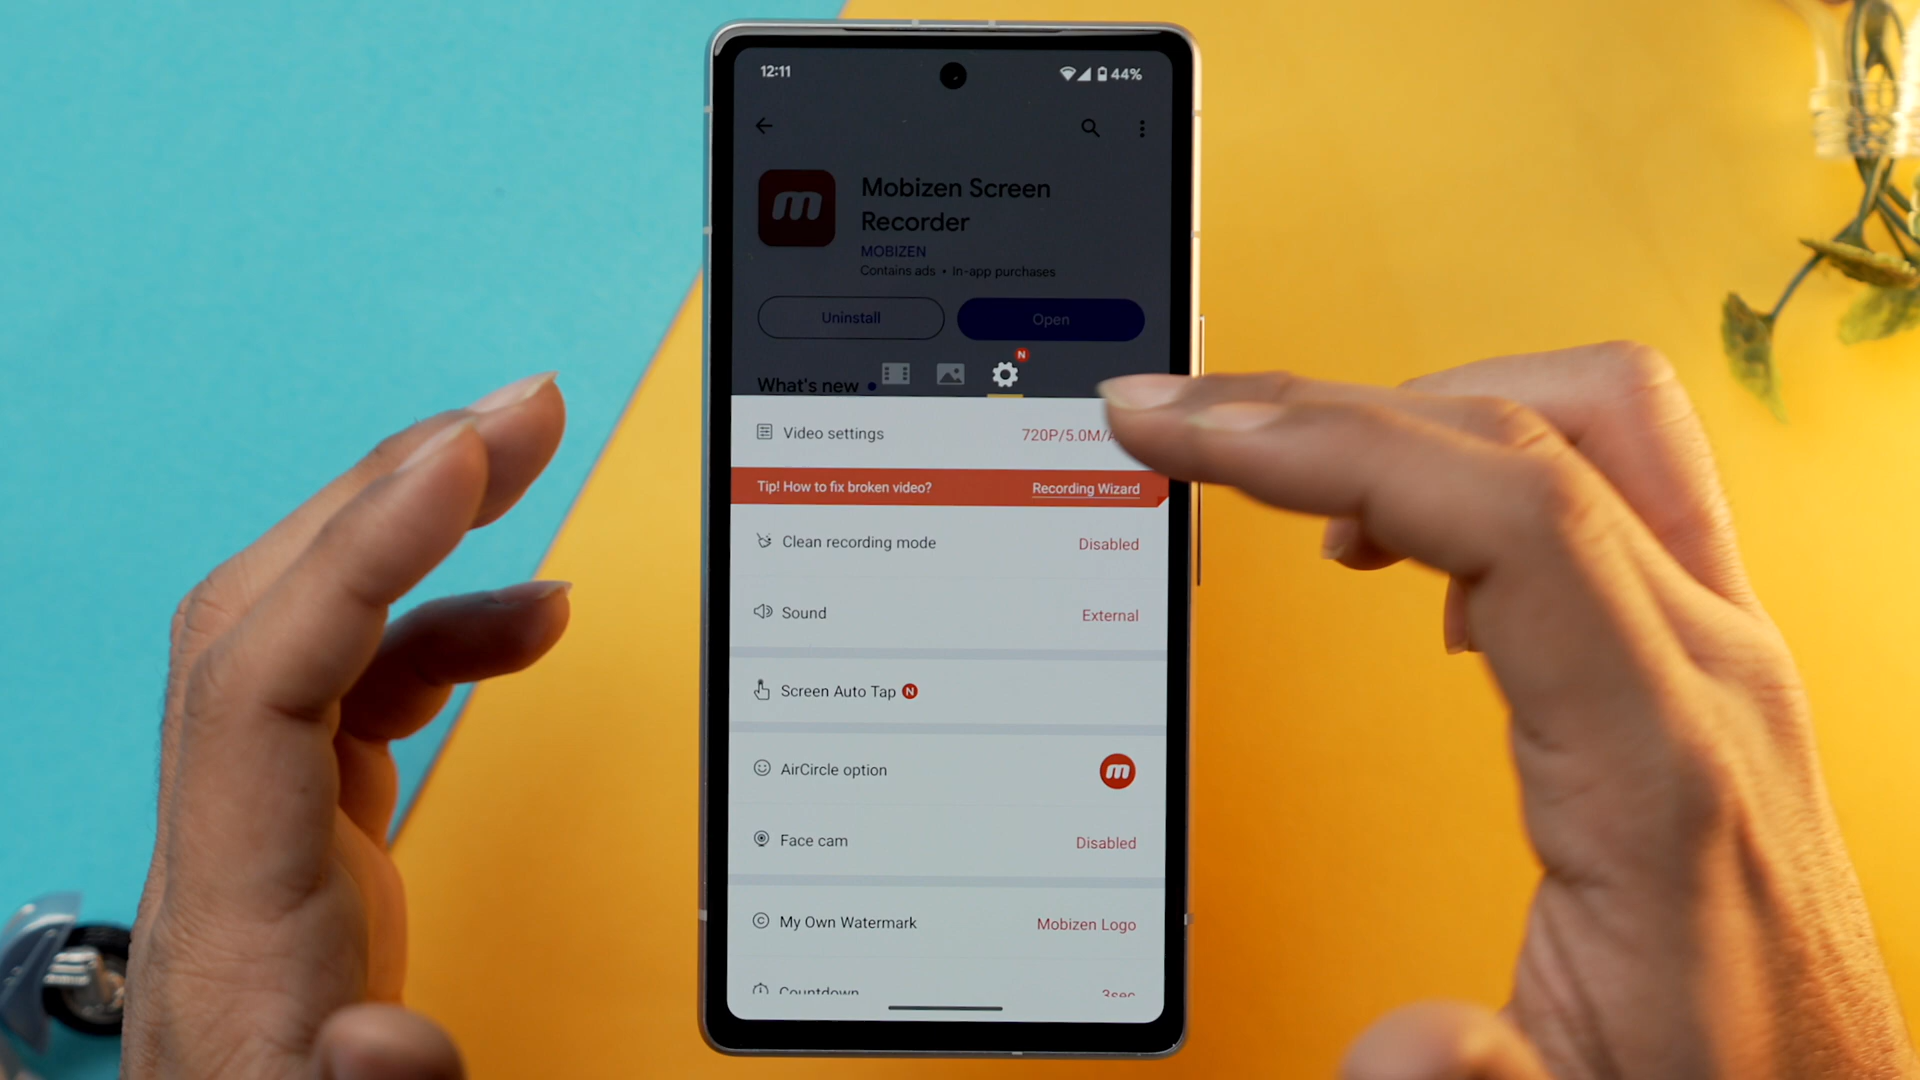 12:11
44%
m
Mobizen Screen
Recorder
MOBIZEN
Contains ads • In-app purchases
Uninstall
Open
N
What's new
Video settings
720P/5.0M/
Tip! How to fix broken video?
Recording Wizard
Clean recording mode
Disabled
Sound
External
Screen Auto Tap N
AirCircle option
m
Face cam
Disabled
My Own Watermark
Mobizen Logo
Countdown
3sec